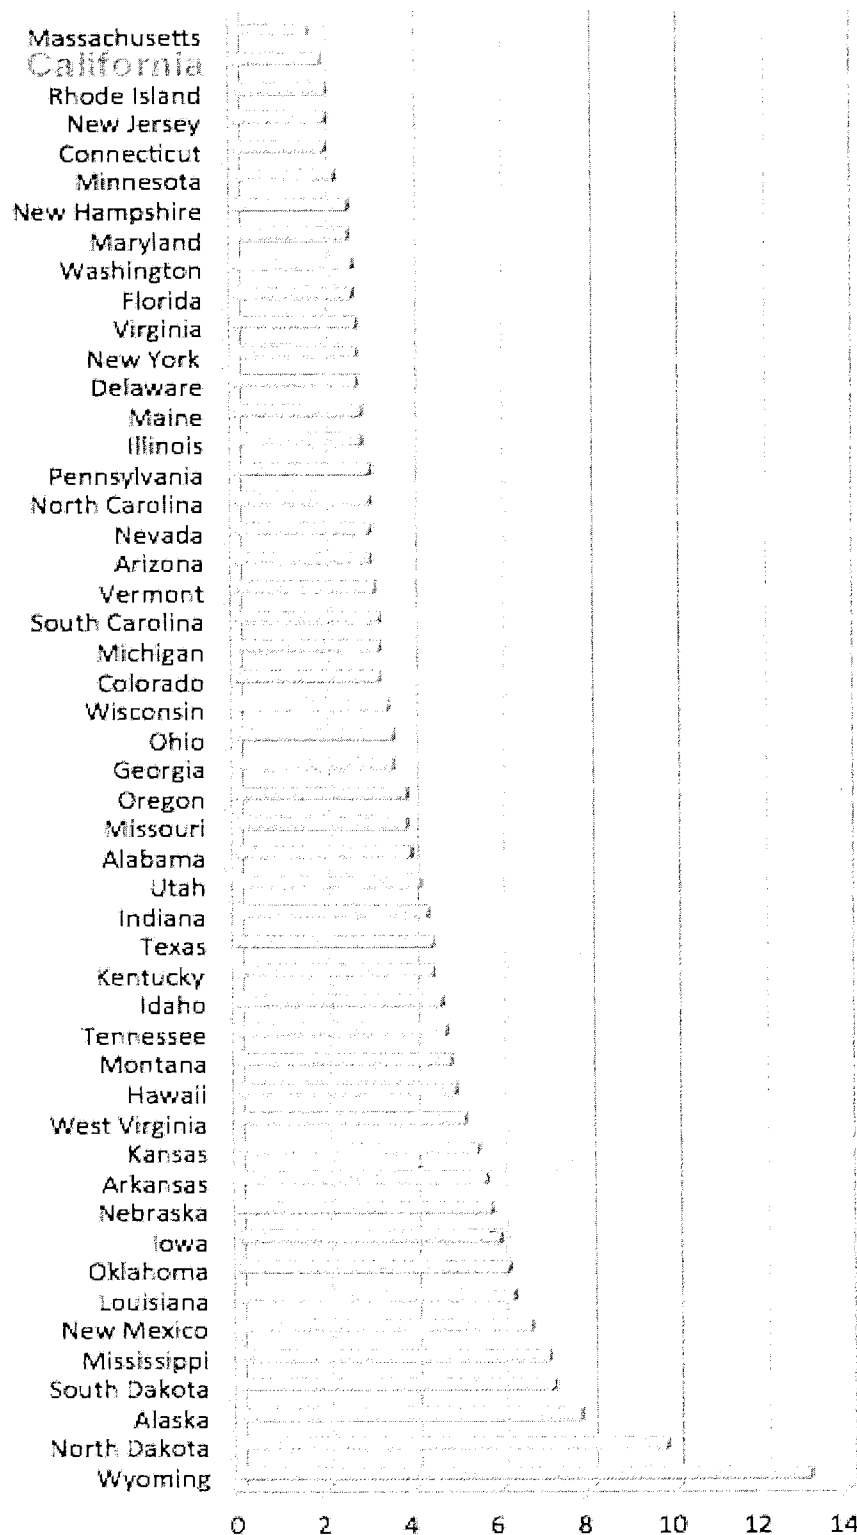 Massachusetts
California
Rhode Island
New Jersey
Connecticut
Minnesota
New Hampshire
Maryland
Washington
Florida
Virginia
New York
Delaware
Maine
Illinois
Pennsylvania
North Carolina
Nevada
Arizona
Vermont
South Carolina
Michigan
Colorado
Wisconsin
Ohio
Georgia
Oregon
Missouri
Alabama
Utah
Indiana
Texas
Kentucky
Idaho
Tennessee
Montana
Hawaii
West Virginia
Kansas
Arkansas
Nebraska
Iowa
Oklahoma
Louisiana
New Mexico
Mississippi
South Dakota
Alaska
North Dakota
Wyoming
0 2 4 6 8 10 12 14